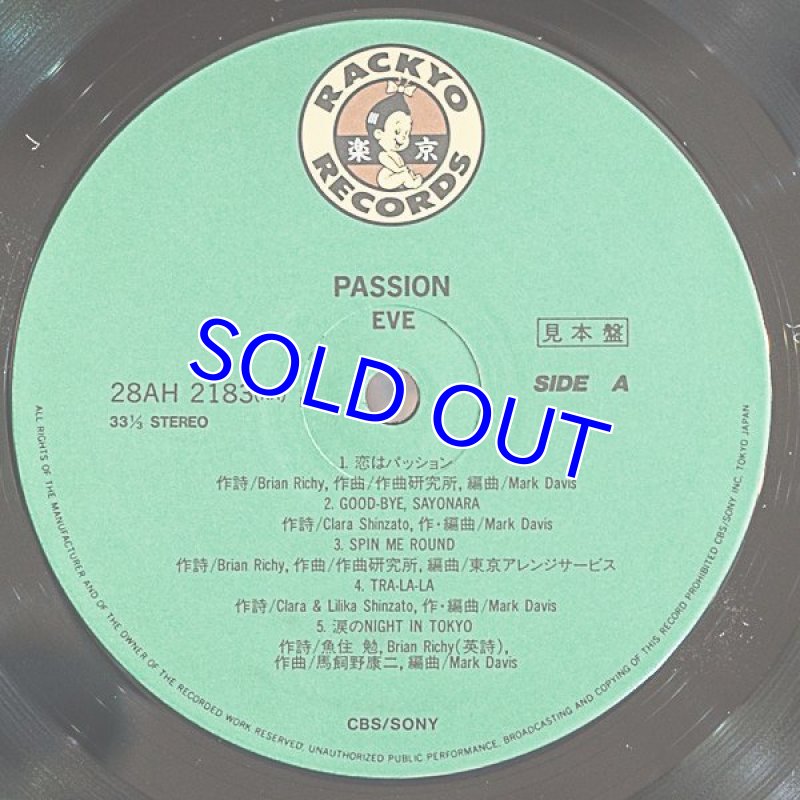 RACKYO
楽 京
RECORDS
PASSION
EVE
見本盤
28AH 2183
SIDE A
33⅓ STEREO
SOLD OUT
1. 恋はパッション
作詩/Brian Richy, 作曲/作曲研究所, 編曲/Mark Davis
2. GOOD-BYE, SAYONARA
作詩/Clara Shinzato, 作・編曲/Mark Davis
3. SPIN ME ROUND
作詩/Brian Richy, 作曲/作曲研究所, 編曲/東京アレンジサービス
4. TRA-LA-LA
作詩/Clara & Lilika Shinzato, 作・編曲/Mark Davis
5. 涙のNIGHT IN TOKYO
作詩/魚住 勉, Brian Richy(英詩),
作曲/馬飼野康二, 編曲/Mark Davis
CBS/SONY
ALL RIGHTS OF THE MANUFACTURER AND OF THE OWNER OF THE RECORDED WORK RESERVED. UNAUTHORIZED PUBLIC PERFORMANCE, BROADCASTING AND COPYING OF THIS RECORD PROHIBITED CBS/SONY INC. TOKYO JAPAN